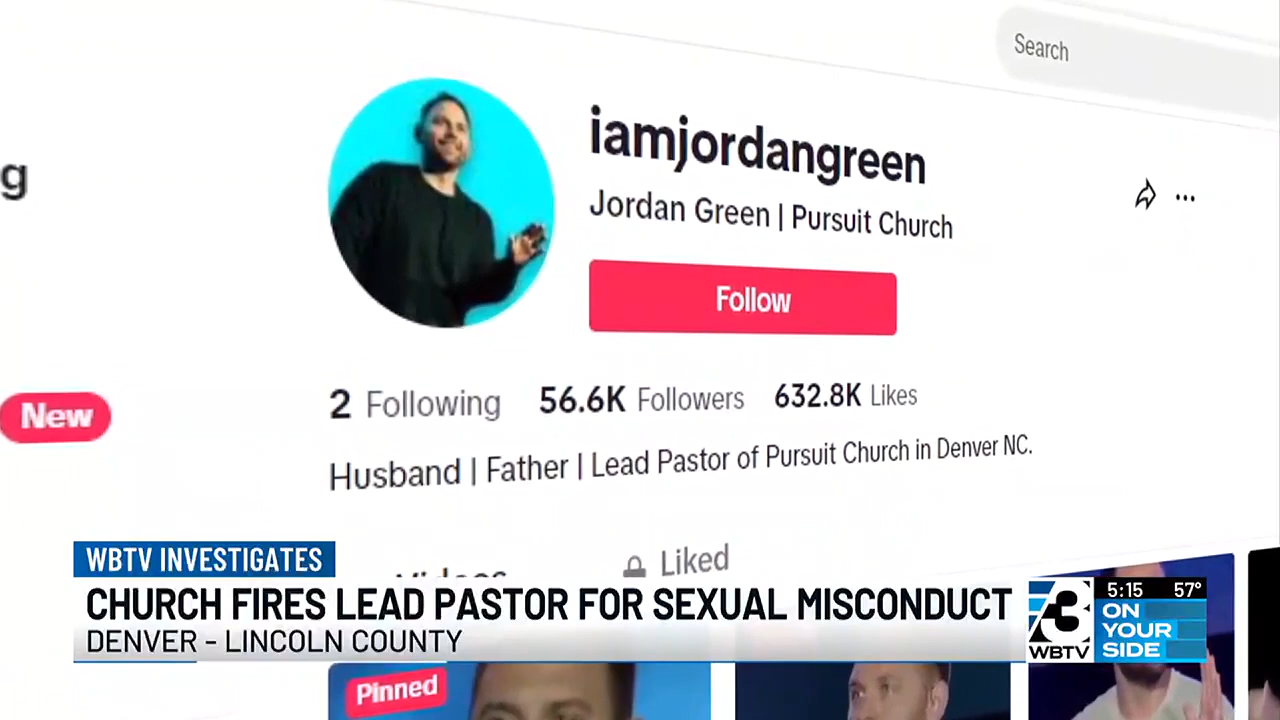 Search
iamjordangreen
g
Jordan Green | Pursuit Church
Follow
2 Following 56.6K Followers 632.8K Likes
New
Husband | Father | Lead Pastor of Pursuit Church in Denver NC.
Videos
Liked
WBTV INVESTIGATES
CHURCH FIRES LEAD PASTOR FOR SEXUAL MISCONDUCT
DENVER - LINCOLN COUNTY
3
WBTV
5:15 57°
ON
YOUR
SIDE
Pinned